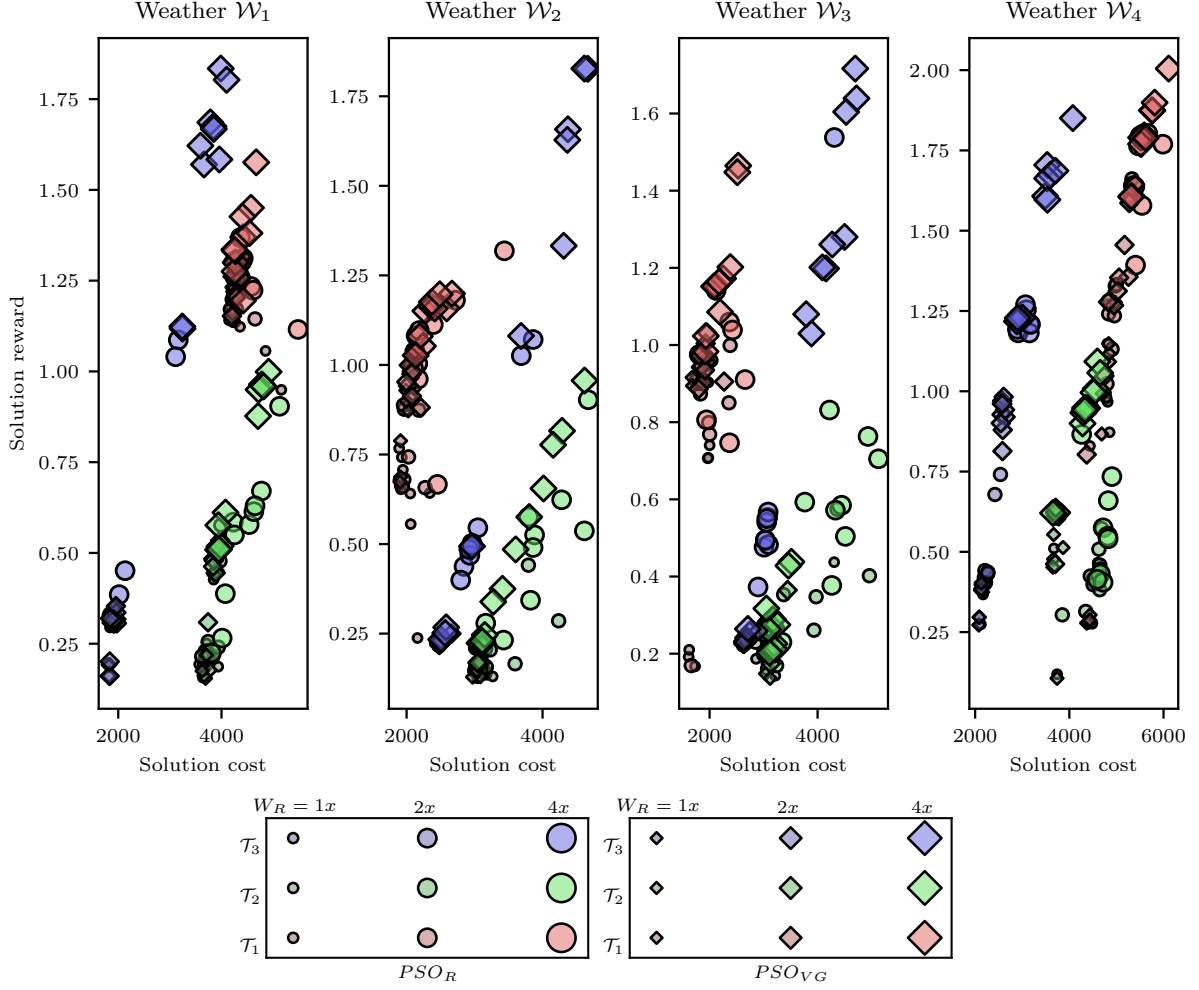 Weather 𝒲₁
Weather 𝒲₂
Weather 𝒲₃
Weather 𝒲₄
Solution reward
1.75
1.50
1.25
1.00
0.75
0.50
0.25
2000
4000
Solution cost
1.75
1.50
1.25
1.00
0.75
0.50
0.25
2000
4000
Solution cost
1.6
1.4
1.2
1.0
0.8
0.6
0.4
0.2
2000
4000
Solution cost
2.00
1.75
1.50
1.25
1.00
0.75
0.50
0.25
2000
4000
6000
Solution cost
W_R = 1x 2x 4x
𝒯₃
𝒯₂
𝒯₁
PSO_R
W_R = 1x 2x 4x
𝒯₃
𝒯₂
𝒯₁
PSO_VG